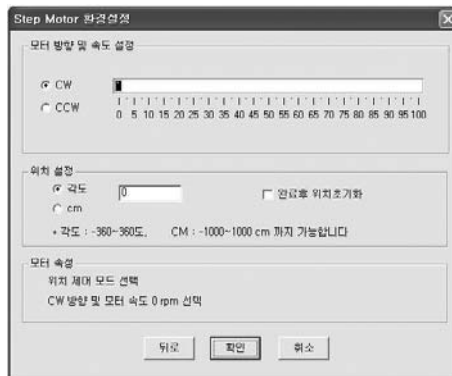 Step Motor 환경설정
모터 방향 및 속도 설정
CW
CCW
0 5 10 15 20 25 30 35 40 45 50 55 60 65 70 75 80 85 90 95 100
위치 설정
각도 0
완료후 위치초기화
cm
* 각도 : -360~360도, CM : -1000~1000 cm 까지 가능합니다
모터 속성
위치 제어 모드 선택
CW 방향 및 모터 속도 0 rpm 선택
뒤로 확인 취소